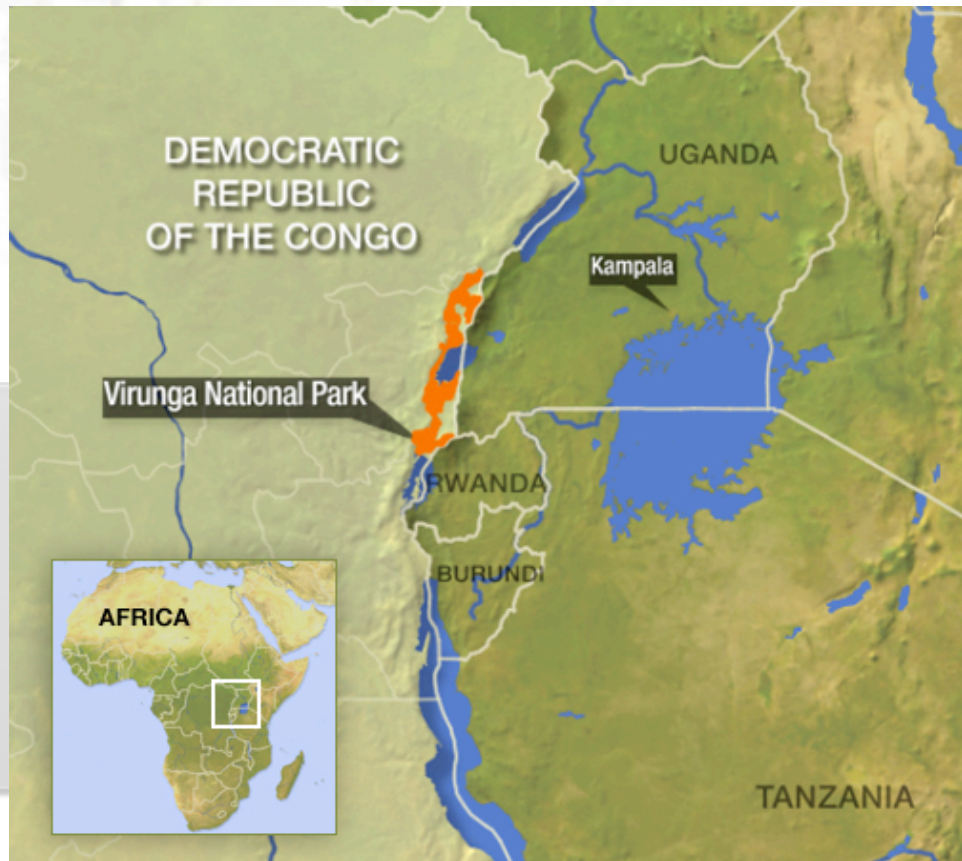 DEMOCRATIC
REPUBLIC
OF THE CONGO
UGANDA
Kampala
Virunga National Park
RWANDA
BURUNDI
AFRICA
TANZANIA